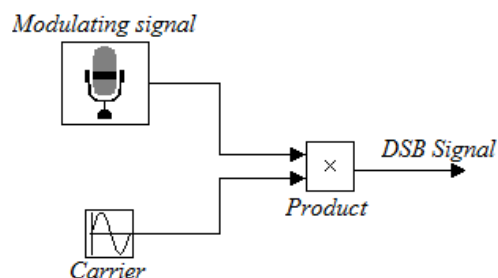 Modulating signal
DSB Signal
×
Product
Carrier